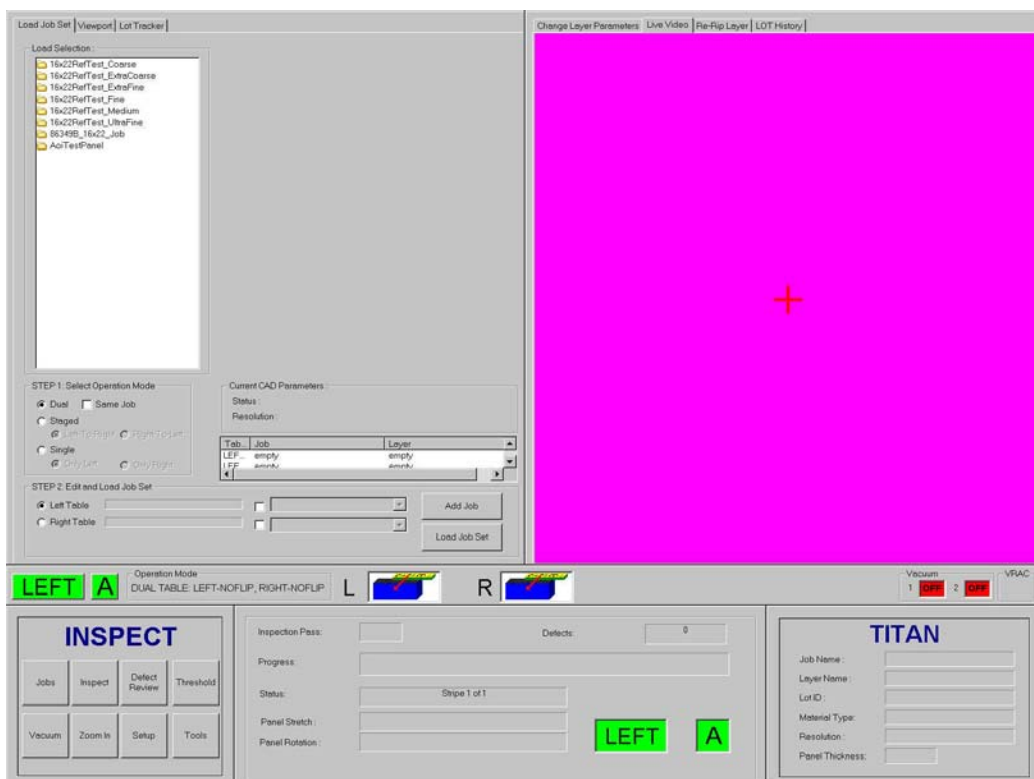 Load Job Set Viewport Lot Tracker
Load Selection :
16x22RefTest_Coarse
16x22RefTest_ExtraCoarse
16x22RefTest_ExtraFine
16x22RefTest_Fine
16x22RefTest_Medium
16x22RefTest_UltraFine
86349B_16x22_Job
AoiTestPanel
STEP 1: Select Operation Mode
Dual Same Job
Staged
Left To Right Right To Left
Single
Only Left Only Right
Current CAD Parameters :
Status :
Resolution :
Tab... Job Layer
LEF... empty empty
LEF... empty empty
STEP 2: Edit and Load Job Set
Left Table
Right Table
Add Job
Load Job Set
Change Layer Parameters Live Video Re-Rip Layer LOT History
LEFT A
Operation Mode
DUAL TABLE: LEFT-NOFLIP, RIGHT-NOFLIP
L R
Vacuum
1 OFF 2 OFF
VRAC
INSPECT
Jobs Inspect Defect Review Threshold
Vacuum Zoom In Setup Tools
Inspection Pass: Defects: 0
Progress:
Status: Stripe 1 of 1
Panel Stretch :
Panel Rotation :
LEFT A
TITAN
Job Name :
Layer Name :
Lot ID :
Material Type:
Resolution :
Panel Thickness: